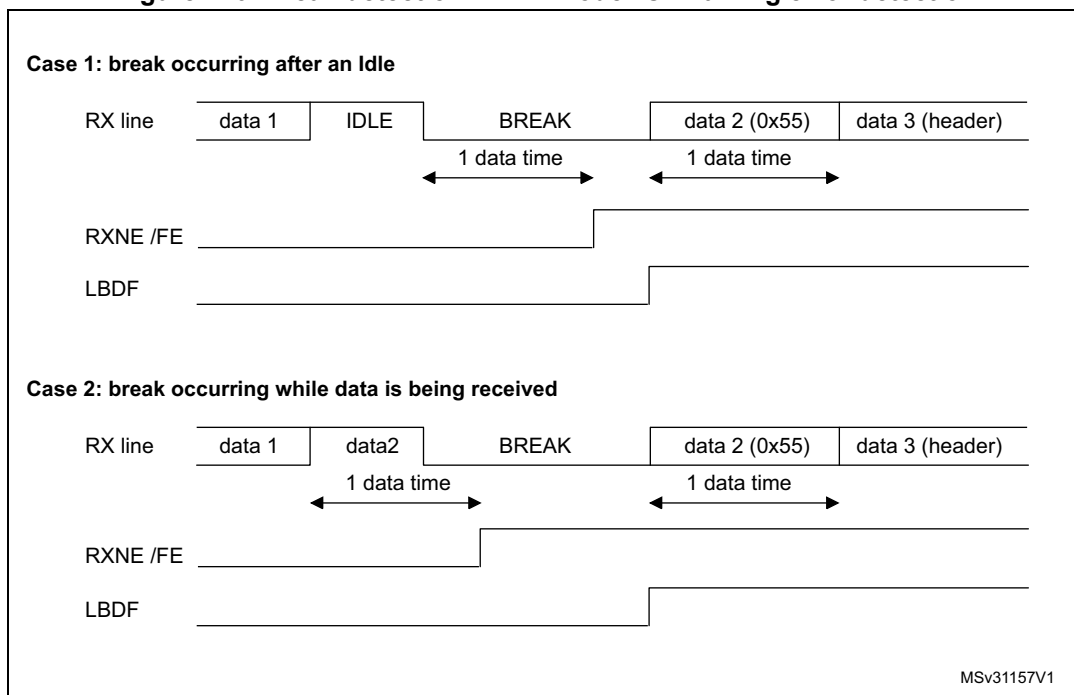 Case 1: break occurring after an Idle
RX line data 1 IDLE BREAK data 2 (0x55) data 3 (header)
1 data time 1 data time
RXNE /FE
LBDF
Case 2: break occurring while data is being received
RX line data 1 data2 BREAK data 2 (0x55) data 3 (header)
1 data time 1 data time
RXNE /FE
LBDF
MSv31157V1